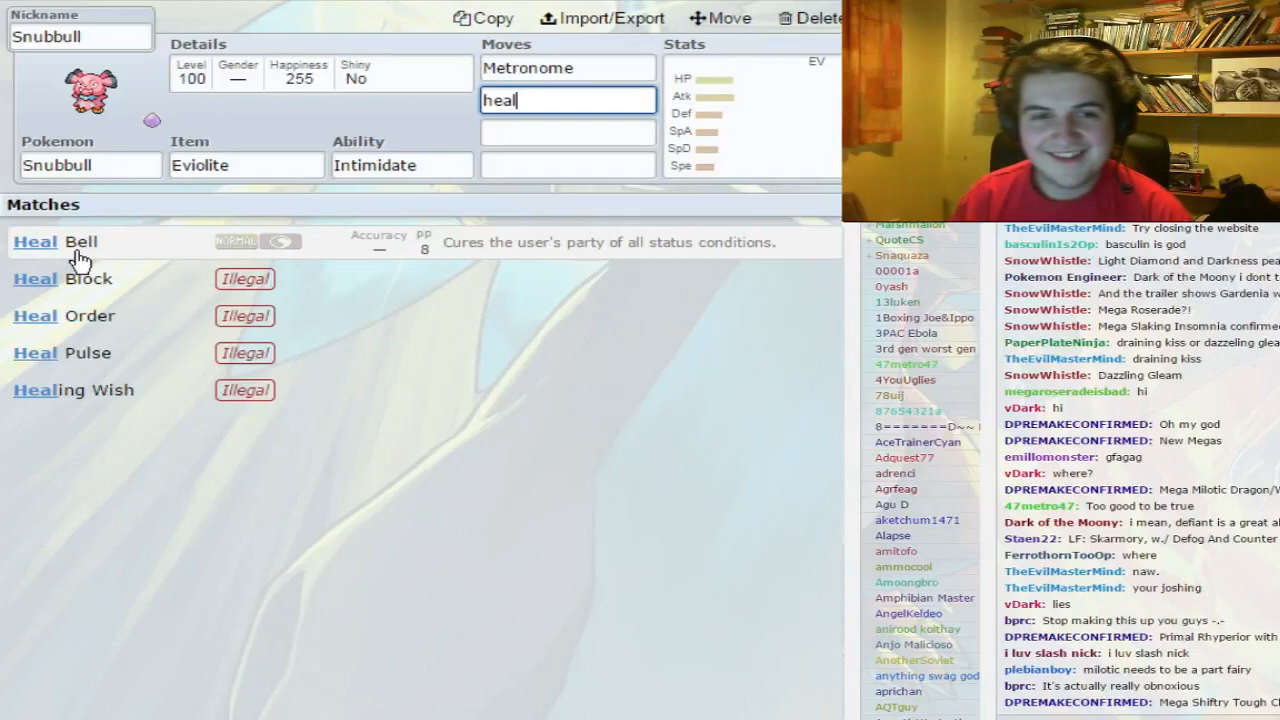 Nickname
Snubbull
Copy
Import/Export
Move
Delete
Details
Level
100
Gender
—
Happiness
255
Shiny
No
Moves
Metronome
heal
Stats
EV
HP
Atk
Def
SpA
SpD
Spe
Pokemon
Snubbull
Item
Eviolite
Ability
Intimidate
Matches
Heal Bell
NORMAL
Accuracy
—
PP
8
Cures the user's party of all status conditions.
Heal Block
Illegal
Heal Order
Illegal
Heal Pulse
Illegal
Healing Wish
Illegal
+ Marshmallon
+ QuoteCS
+ Snaquaza
00001a
0yash
13luken
1Boxing Joe&Ippo
3PAC Ebola
3rd gen worst gen
47metro47
4YouUglies
78uij
87654321a
8=======D~~
AceTrainerCyan
Adquest77
adrenci
Agrfeag
Agu D
aketchum1471
Alapse
amitofo
ammocool
Amoongbro
Amphibian Master
AngelKeldeo
anirood koithay
Anjo Malicioso
AnotherSoviet
anything swag god
aprichan
AQTguy
TheEvilMasterMind: Try closing the website
basculinIs2Op: basculin is god
SnowWhistle: Light Diamond and Darkness pea
Pokemon Engineer: Dark of the Moony i dont t
SnowWhistle: And the trailer shows Gardenia w
SnowWhistle: Mega Roserade?!
SnowWhistle: Mega Slaking Insomnia confirme
PaperPlateNinja: draining kiss or dazzling glea
TheEvilMasterMind: draining kiss
SnowWhistle: Dazzling Gleam
megaroseradeisbad: hi
vDark: hi
DPREMAKECONFIRMED: Oh my god
DPREMAKECONFIRMED: New Megas
emillomonster: gfagag
vDark: where?
DPREMAKECONFIRMED: Mega Milotic Dragon/W
47metro47: Too good to be true
Dark of the Moony: i mean, defiant is a great a
Staen22: LF: Skarmory, w./ Defog And Counter
FerrothornTooOp: where
TheEvilMasterMind: naw.
TheEvilMasterMind: your joshing
vDark: lies
bprc: Stop making this up you guys -.-
DPREMAKECONFIRMED: Primal Rhyperior with
i luv slash nick: i luv slash nick
plebianboy: milotic needs to be a part fairy
bprc: It's actually really obnoxious
DPREMAKECONFIRMED: Mega Shiftry Tough C